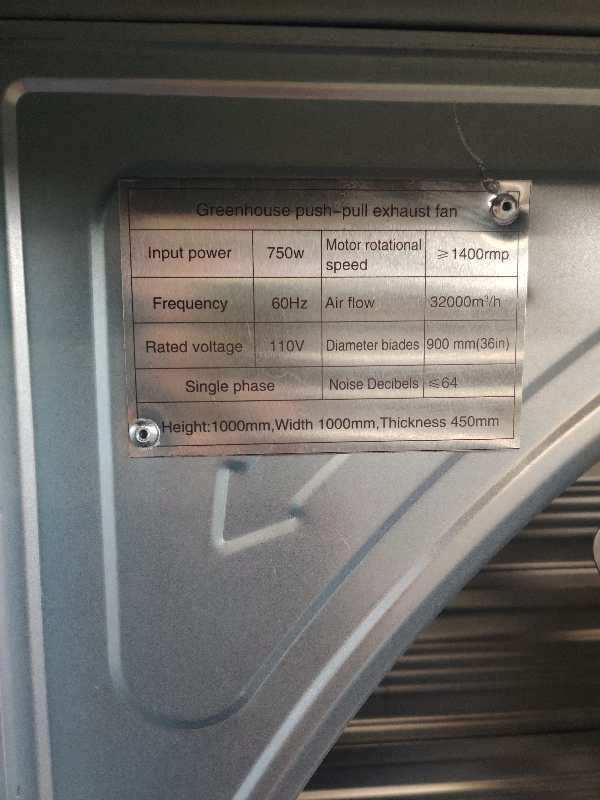 Greenhouse push-pull exhaust fan
Input power 750w Motor rotational speed ≥1400rmp
Frequency 60Hz Air flow 32000m³/h
Rated voltage 110V Diameter blades 900 mm(36in)
Single phase Noise Decibels ≤64
Height:1000mm,Width 1000mm,Thickness 450mm